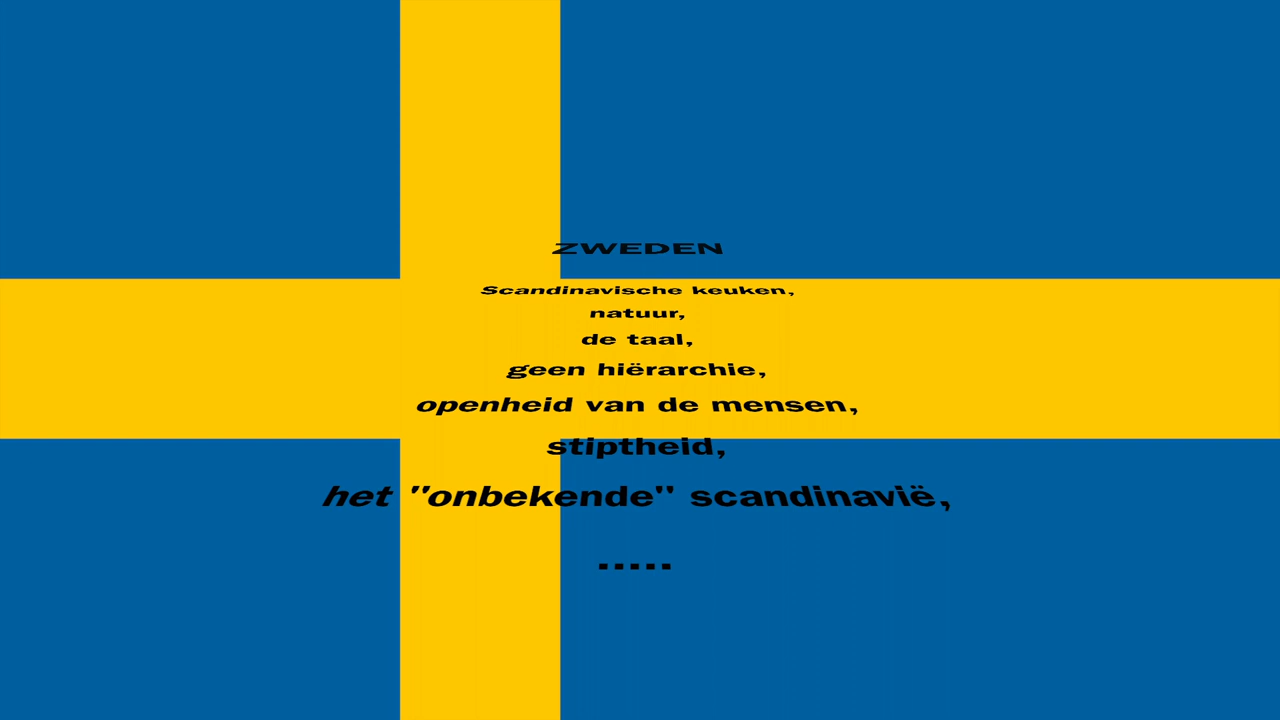 ZWEDEN
Scandinavische keuken,
natuur,
de taal,
geen hiërarchie,
openheid van de mensen,
stiptheid,
het "onbekende" scandinavië,
.....